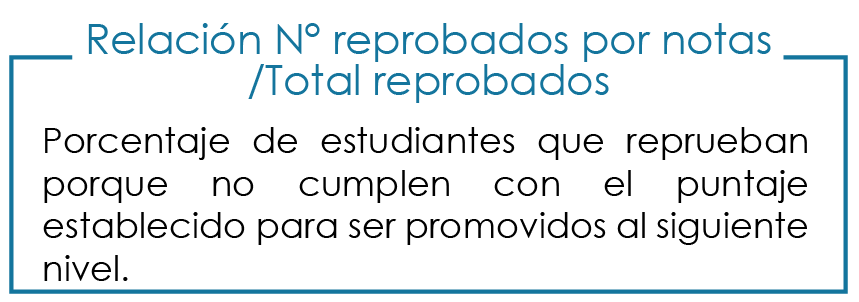 Relación N° reprobados por notas
/Total reprobados
Porcentaje de estudiantes que reprueban
porque no cumplen con el puntaje
establecido para ser promovidos al siguiente
nivel.